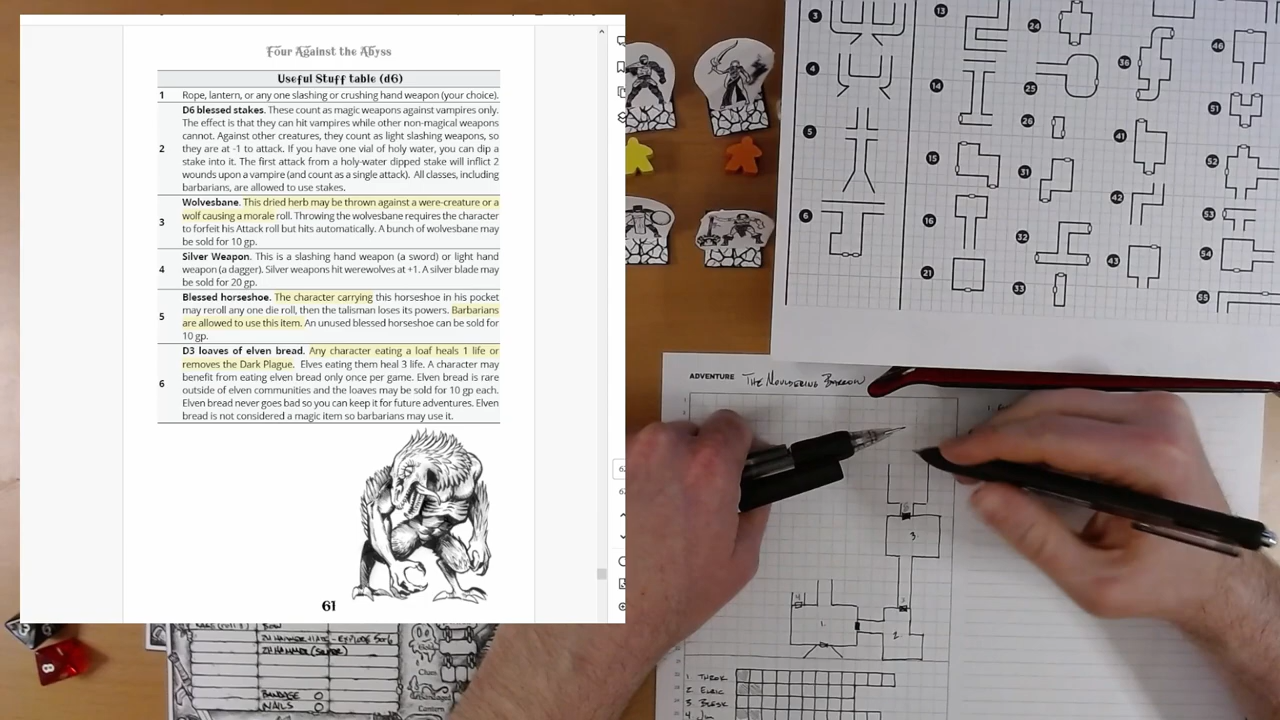 Four Against the Abyss
Useful Stuff table (d6)
1 Rope, lantern, or any one slashing or crushing hand weapon (your choice).
D6 blessed stakes. These count as magic weapons against vampires only.
The effect is that they can hit vampires while other non-magical weapons
cannot. Against other creatures, they count as light slashing weapons, so
they are at -1 to attack. If you have one vial of holy water, you can dip a
2 stake into it. The first attack from a holy-water dipped stake will inflict 2
wounds upon a vampire (and count as a single attack). All classes, including
barbarians, are allowed to use stakes.
Wolvesbane. This dried herb may be thrown against a were-creature or a
wolf causing a morale roll. Throwing the wolvesbane requires the character
3 to forfeit his Attack roll but hits automatically. A bunch of wolvesbane may
be sold for 10 gp.
Silver Weapon. This is a slashing hand weapon (a sword) or light hand
4 weapon (a dagger). Silver weapons hit werewolves at +1. A silver blade may
be sold for 20 gp.
Blessed horseshoe. The character carrying this horseshoe in his pocket
may reroll any one die roll, then the talisman loses its powers. Barbarians
5 are allowed to use this item. An unused blessed horseshoe can be sold for
10 gp.
D3 loaves of elven bread. Any character eating a loaf heals 1 life or
removes the Dark Plague. Elves eating them heal 3 life. A character may
benefit from eating elven bread only once per game. Elven bread is rare
6 outside of elven communities and the loaves may be sold for 10 gp each.
Elven bread never goes bad so you can keep it for future adventures. Elven
bread is not considered a magic item so barbarians may use it.
61
3
4
5
6
13
14
15
16
21
24
25
26
31
32
33
36
41
42
43
46
51
52
53
54
55
ADVENTURE The Mouldering Barrow
3
1.
2
1. THROK
2 ELRIC
3.
4
BOW
2H HAMMER (SILVER)
BANDAGE
NAILS
8